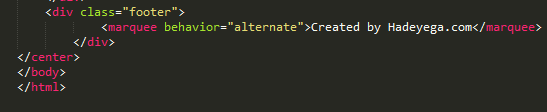 <div class="footer">
<marquee behavior="alternate">Created by Hadeyega.com</marquee>
</div>
</center>
</body>
</html>